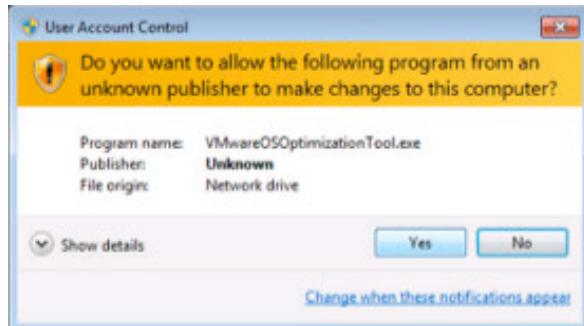 User Account Control
Do you want to allow the following program from an
unknown publisher to make changes to this computer?
Program name: VMwareOSOptimizationTool.exe
Publisher: Unknown
File origin: Network drive
Show details
Yes No
Change when these notifications appear